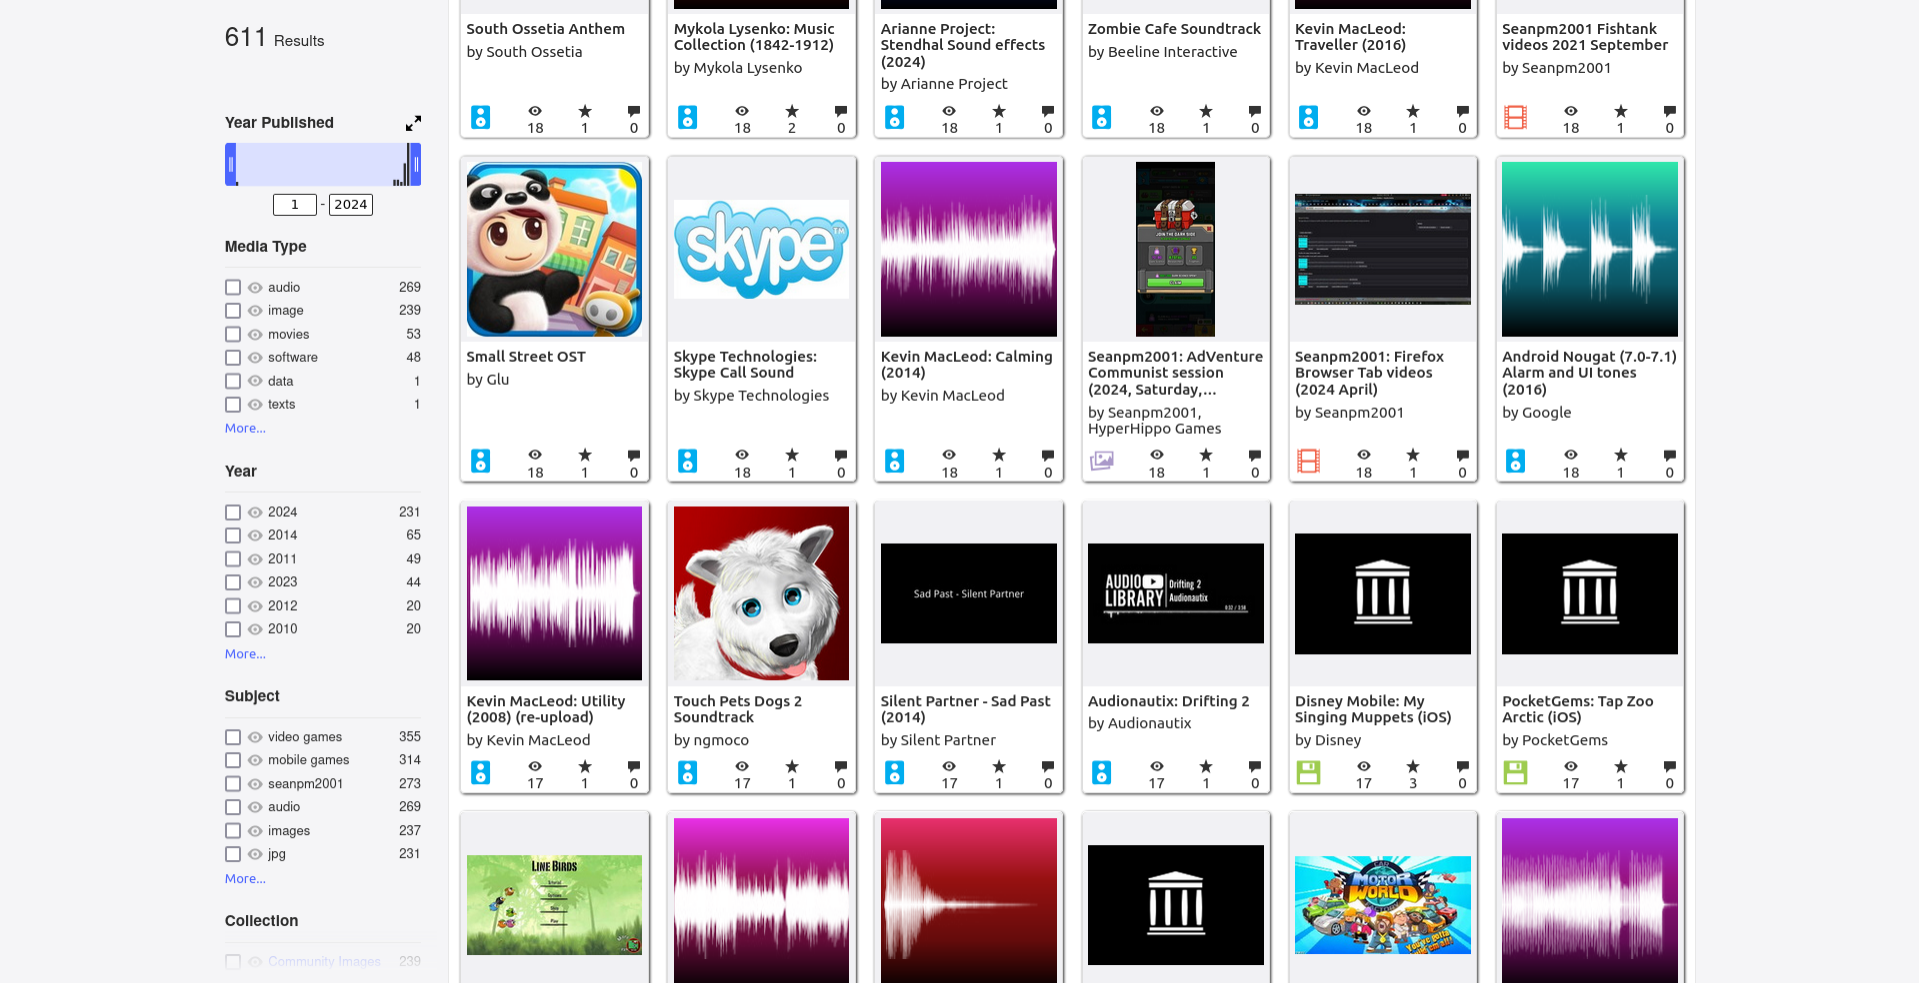 611 Results
Year Published
1 - 2024
Media Type
audio 269
image 239
movies 53
software 48
data 1
texts 1
More...
Year
2024 231
2014 65
2011 49
2023 44
2012 20
2010 20
More...
Subject
video games 355
mobile games 314
seanpm2001 273
audio 269
images 237
jpg 231
More...
Collection
Community Images 239
South Ossetia Anthem
by South Ossetia
18 1 0
Mykola Lysenko: Music
Collection (1842-1912)
by Mykola Lysenko
18 2 0
Arianne Project:
Stendhal Sound effects
(2024)
by Arianne Project
18 1 0
Zombie Cafe Soundtrack
by Beeline Interactive
18 1 0
Kevin MacLeod:
Traveller (2016)
by Kevin MacLeod
18 1 0
Seanpm2001 Fishtank
videos 2021 September
by Seanpm2001
18 1 0
Small Street OST
by Glu
18 1 0
skype TM
Skype Technologies:
Skype Call Sound
by Skype Technologies
18 1 0
Kevin MacLeod: Calming
(2014)
by Kevin MacLeod
18 1 0
JOIN THE DARK SIDE
Seanpm2001: AdVenture
Communist session
(2024, Saturday,...
by Seanpm2001,
HyperHippo Games
18 1 0
Seanpm2001: Firefox
Browser Tab videos
(2024 April)
by Seanpm2001
18 1 0
Android Nougat (7.0-7.1)
Alarm and UI tones
(2016)
by Google
18 1 0
Kevin MacLeod: Utility
(2008) (re-upload)
by Kevin MacLeod
17 1 0
Touch Pets Dogs 2
Soundtrack
by ngmoco
17 1 0
Sad Past - Silent Partner
Silent Partner - Sad Past
(2014)
by Silent Partner
17 1 0
AUDIO LIBRARY
Drifting 2
Audionautix
Audionautix: Drifting 2
by Audionautix
17 1 0
Disney Mobile: My
Singing Muppets (iOS)
by Disney
17 3 0
PocketGems: Tap Zoo
Arctic (iOS)
by PocketGems
17 1 0
LINE BIRDS
MOTOR
WORLD